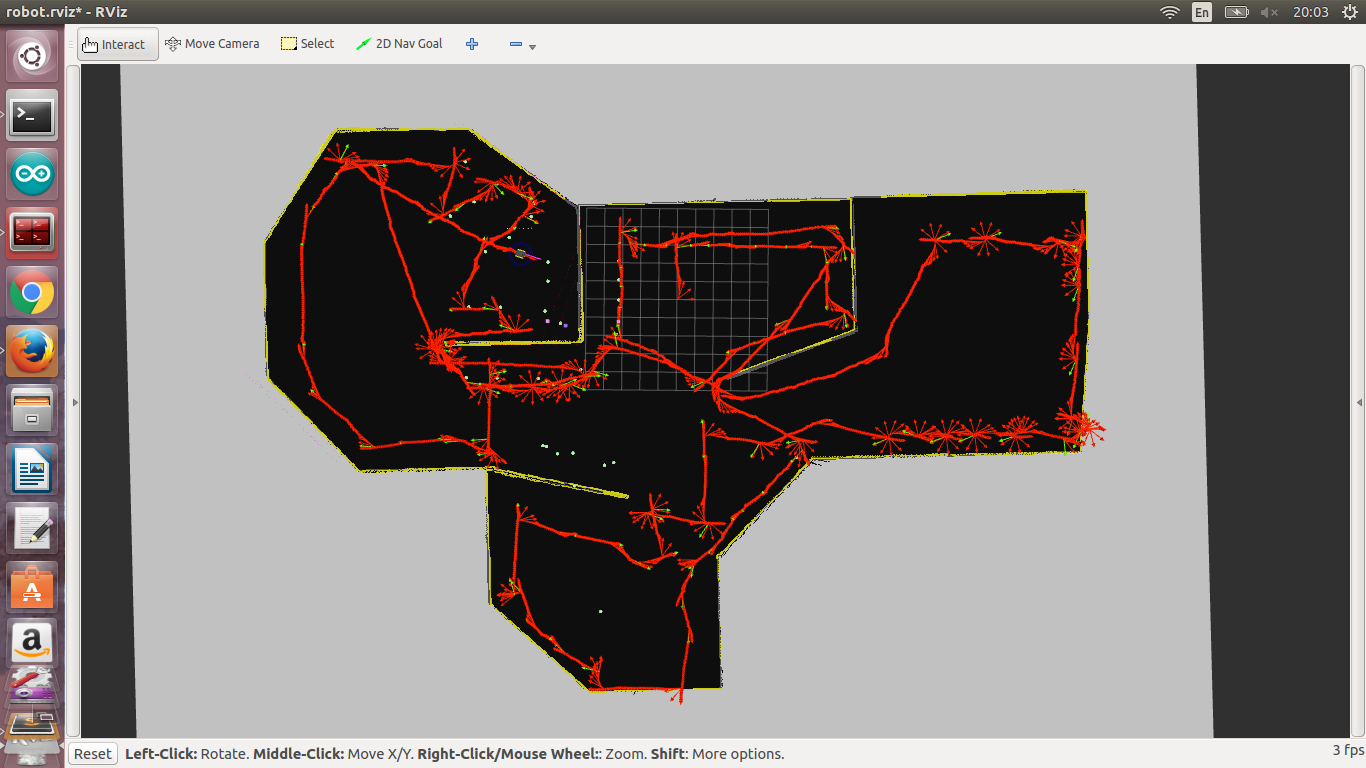 robot.rviz* - RViz
En
20:03
Interact
Move Camera
Select
2D Nav Goal
Reset
Left-Click: Rotate. Middle-Click: Move X/Y. Right-Click/Mouse Wheel:: Zoom. Shift: More options.
3 fps